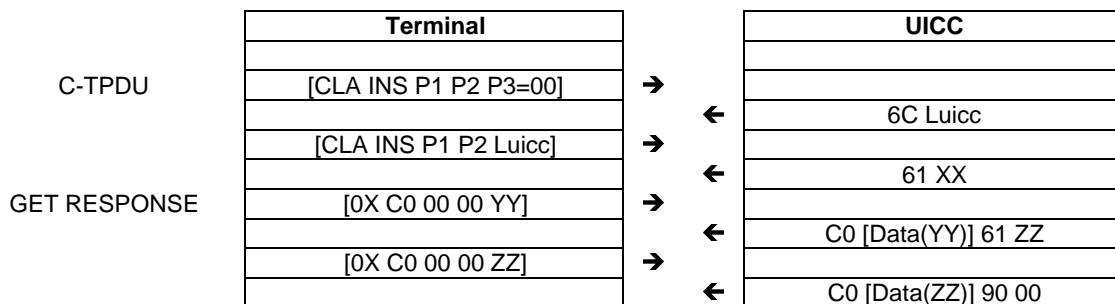 Terminal UICC
C-TPDU [CLA INS P1 P2 P3=00] →
← 6C Luicc
[CLA INS P1 P2 Luicc] →
← 61 XX
GET RESPONSE [0X C0 00 00 YY] →
← C0 [Data(YY)] 61 ZZ
[0X C0 00 00 ZZ] →
← C0 [Data(ZZ)] 90 00